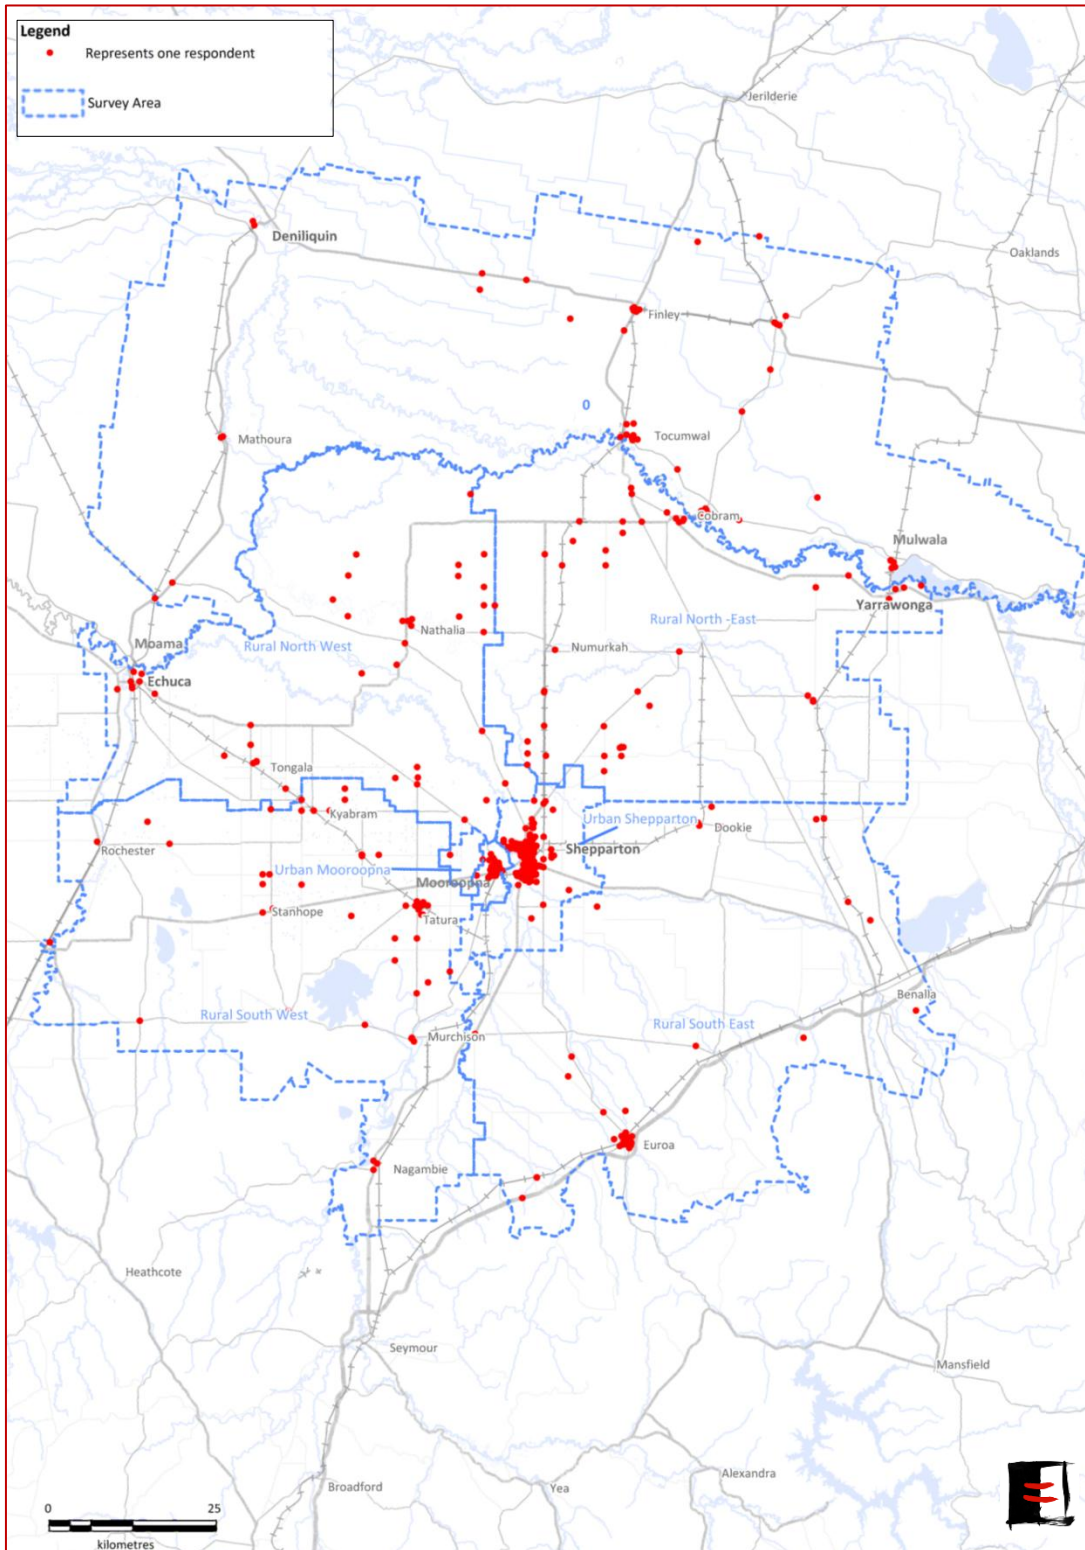 Legend
Represents one respondent
Survey Area
Jerilderie
Deniliquin
Oaklands
Finley
0
Mathoura
Tocumwal
Cobram
Mulwala
Yarrawonga
Rural North -East
Nathalia
Moama
Rural North West
Numurkah
Echuca
Tongala
Kyabram
Urban Shepparton
Dookie
Rochester
Shepparton
Urban Mooroopna
Mooroopna
Stanhope
Tatura
Benalla
Rural South West
Rural South East
Murchison
Euroa
Nagambie
Heathcote
Seymour
Mansfield
Alexandra
Broadford
Yea
0 25
kilometres